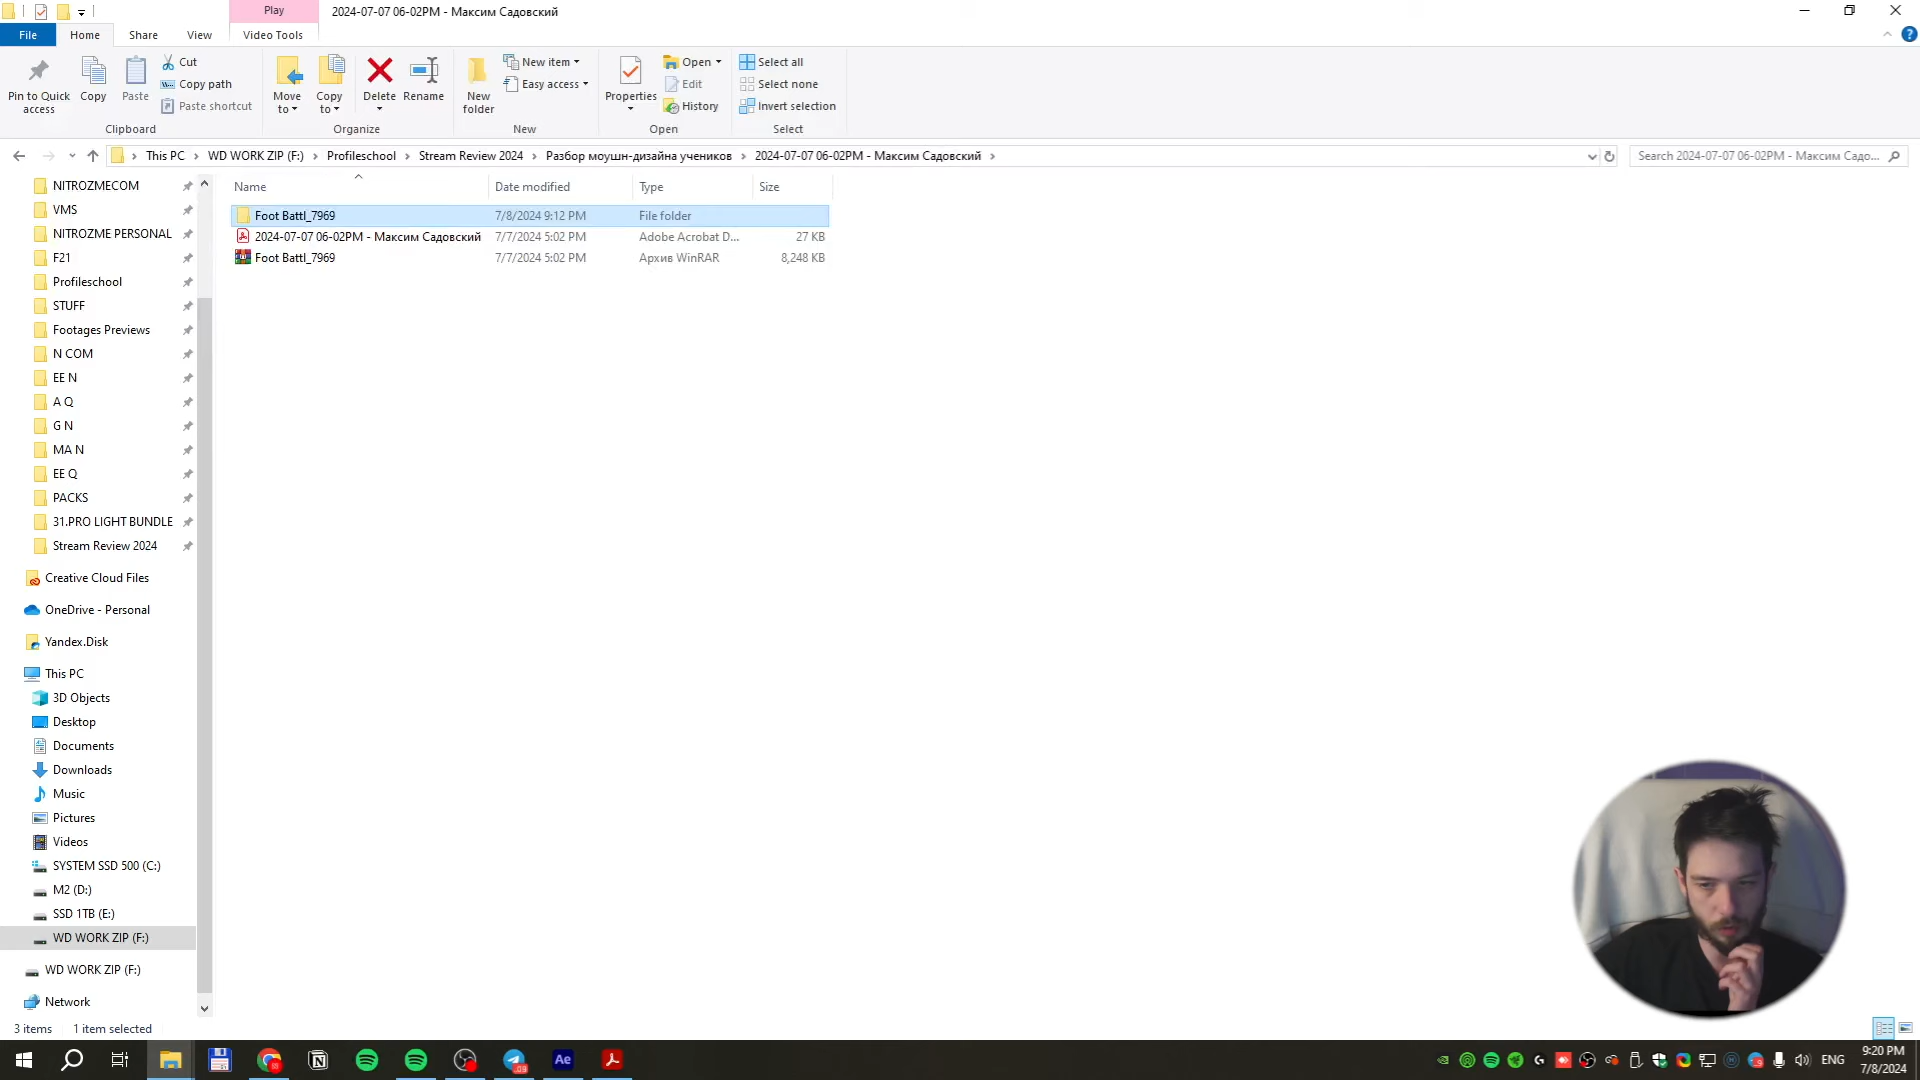 Play
2024-07-07 06-02PM - Максим Садовский
File
Home
Share
View
Video Tools
Pin to Quick access
Copy
Paste
Cut
Copy path
Paste shortcut
Move to
Copy to
Delete
Rename
New folder
New item
Easy access
Properties
Open
Edit
History
Select all
Select none
Invert selection
Clipboard
Organize
New
Open
Select
This PC › WD WORK ZIP (F:) › Profileschool › Stream Review 2024 › Разбор моушн-дизайна учеников › 2024-07-07 06-02PM - Максим Садовский ›
Search 2024-07-07 06-02PM - Максим Садо...
Name Date modified Type Size
Foot Battl_7969 7/8/2024 9:12 PM File folder
2024-07-07 06-02PM - Максим Садовский 7/7/2024 5:02 PM Adobe Acrobat D... 27 KB
Foot Battl_7969 7/7/2024 5:02 PM Архив WinRAR 8,248 KB
NITROZMECOM
VMS
NITROZME PERSONAL
F21
Profileschool
STUFF
Footages Previews
N COM
EE N
A Q
G N
MA N
EE Q
PACKS
31.PRO LIGHT BUNDLE
Stream Review 2024
Creative Cloud Files
OneDrive - Personal
Yandex.Disk
This PC
3D Objects
Desktop
Documents
Downloads
Music
Pictures
Videos
SYSTEM SSD 500 (C:)
M2 (D:)
SSD 1TB (E:)
WD WORK ZIP (F:)
WD WORK ZIP (F:)
Network
3 items 1 item selected
Ae
ENG
9:20 PM
7/8/2024